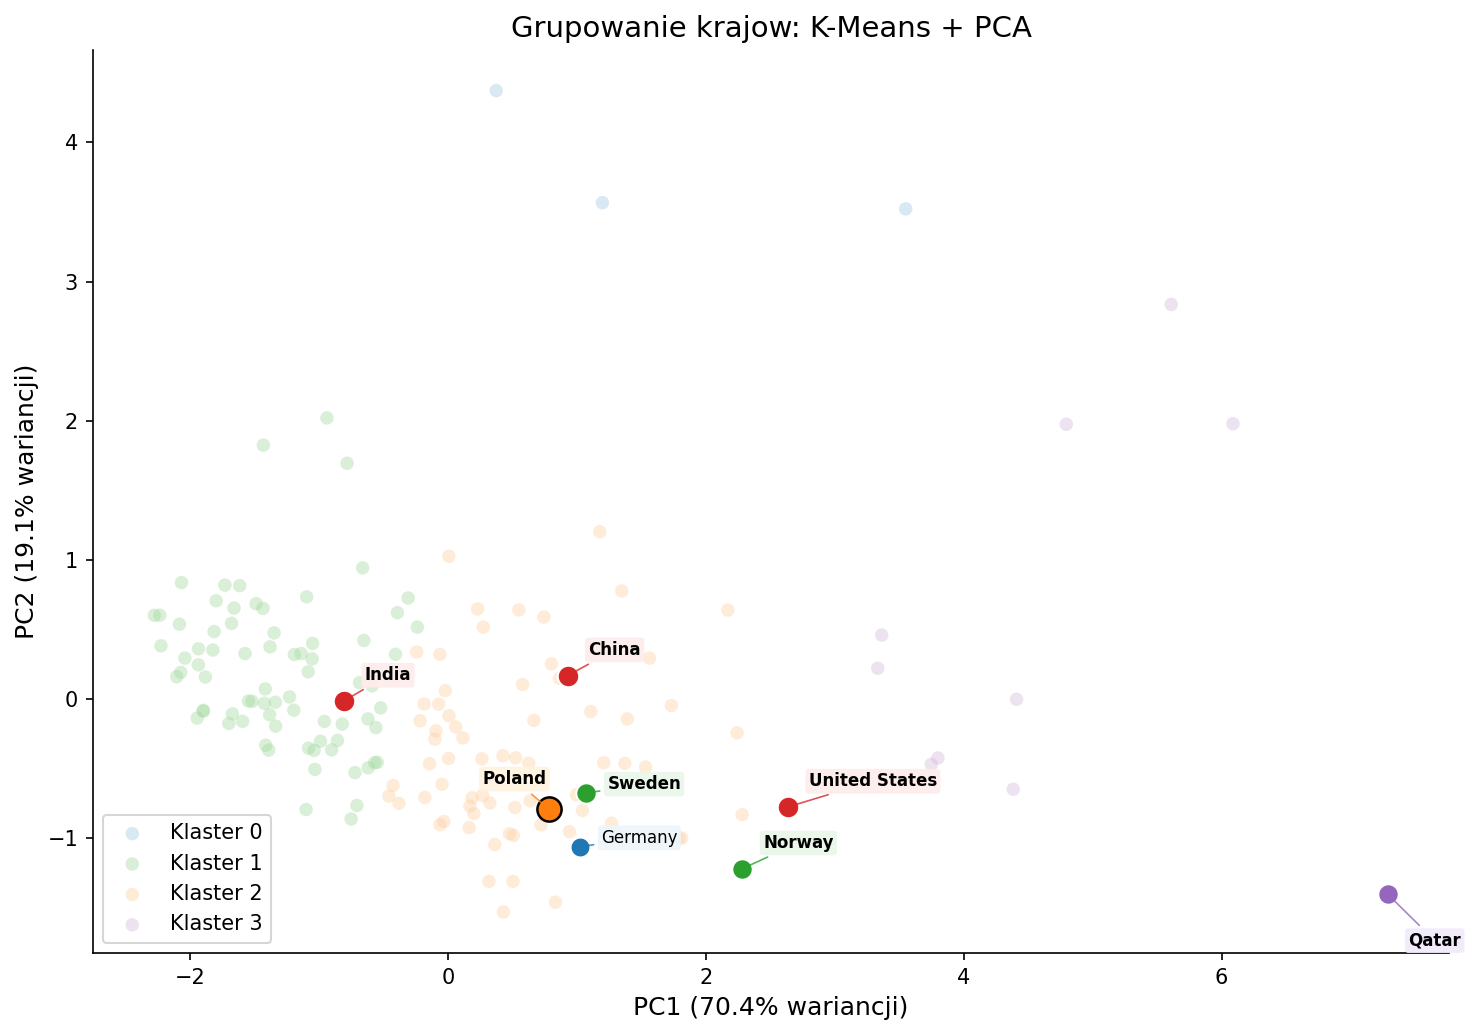 Grupowanie krajow: K-Means + PCA
PC2 (19.1% wariancji)
4
3
2
1
0
−1
India
China
Poland
Sweden
United States
Germany
Norway
Qatar
Klaster 0
Klaster 1
Klaster 2
Klaster 3
−2
0
2
4
6
PC1 (70.4% wariancji)